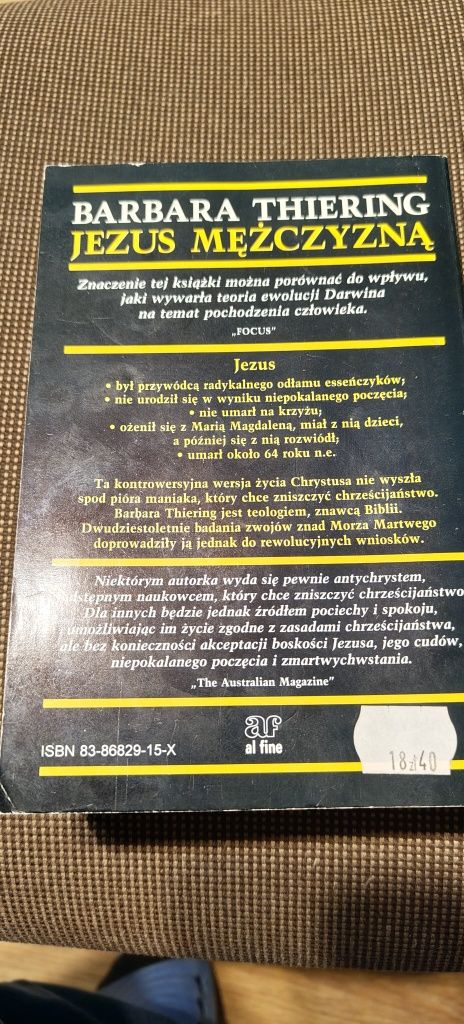 BARBARA THIERING
JEZUS MĘŻCZYZNĄ
Znaczenie tej książki można porównać do wpływu,
jaki wywarła teoria ewolucji Darwina
na temat pochodzenia człowieka.
„FOCUS"
Jezus
• był przywódcą radykalnego odłamu esseńczyków;
• nie urodził się w wyniku niepokalanego poczęcia;
• nie umarł na krzyżu;
• ożenił się z Marią Magdaleną, miał z nią dzieci,
a później się z nią rozwiódł;
• umarł około 64 roku n.e.
Ta kontrowersyjna wersja życia Chrystusa nie wyszła
spod pióra maniaka, który chce zniszczyć chrześcijaństwo.
Barbara Thiering jest teologiem, znawcą Biblii.
Dwudziestoletnie badania zwojów znad Morza Martwego
doprowadziły ją jednak do rewolucyjnych wniosków.
Niektórym autorka wyda się pewnie antychrystem,
naukowcem, który chce zniszczyć chrześcijaństwo
Dla innych będzie jednak źródłem pociechy i spokoju,
umożliwiając im życie zgodne z zasadami chrześcijaństwa,
ale bez konieczności akceptacji boskości Jezusa, jego cudów,
niepokalanego poczęcia i zmartwychwstania.
„The Australian Magazine"
af
al fine
ISBN 83-86829-15-X
18zł40